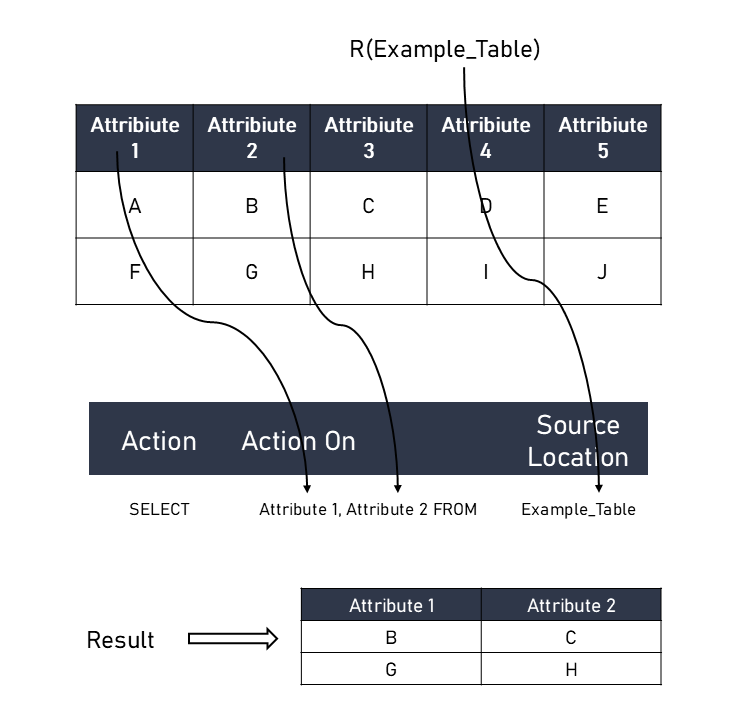 R(Example_Table)
Attribiute 1 Attribiute 2 Attribiute 3 Attribiute 4 Attribiute 5
A B C D E
F G H I J
Action Action On Source Location
SELECT Attribute 1, Attribute 2 FROM Example_Table
Attribute 1 Attribute 2
Result B C
G H